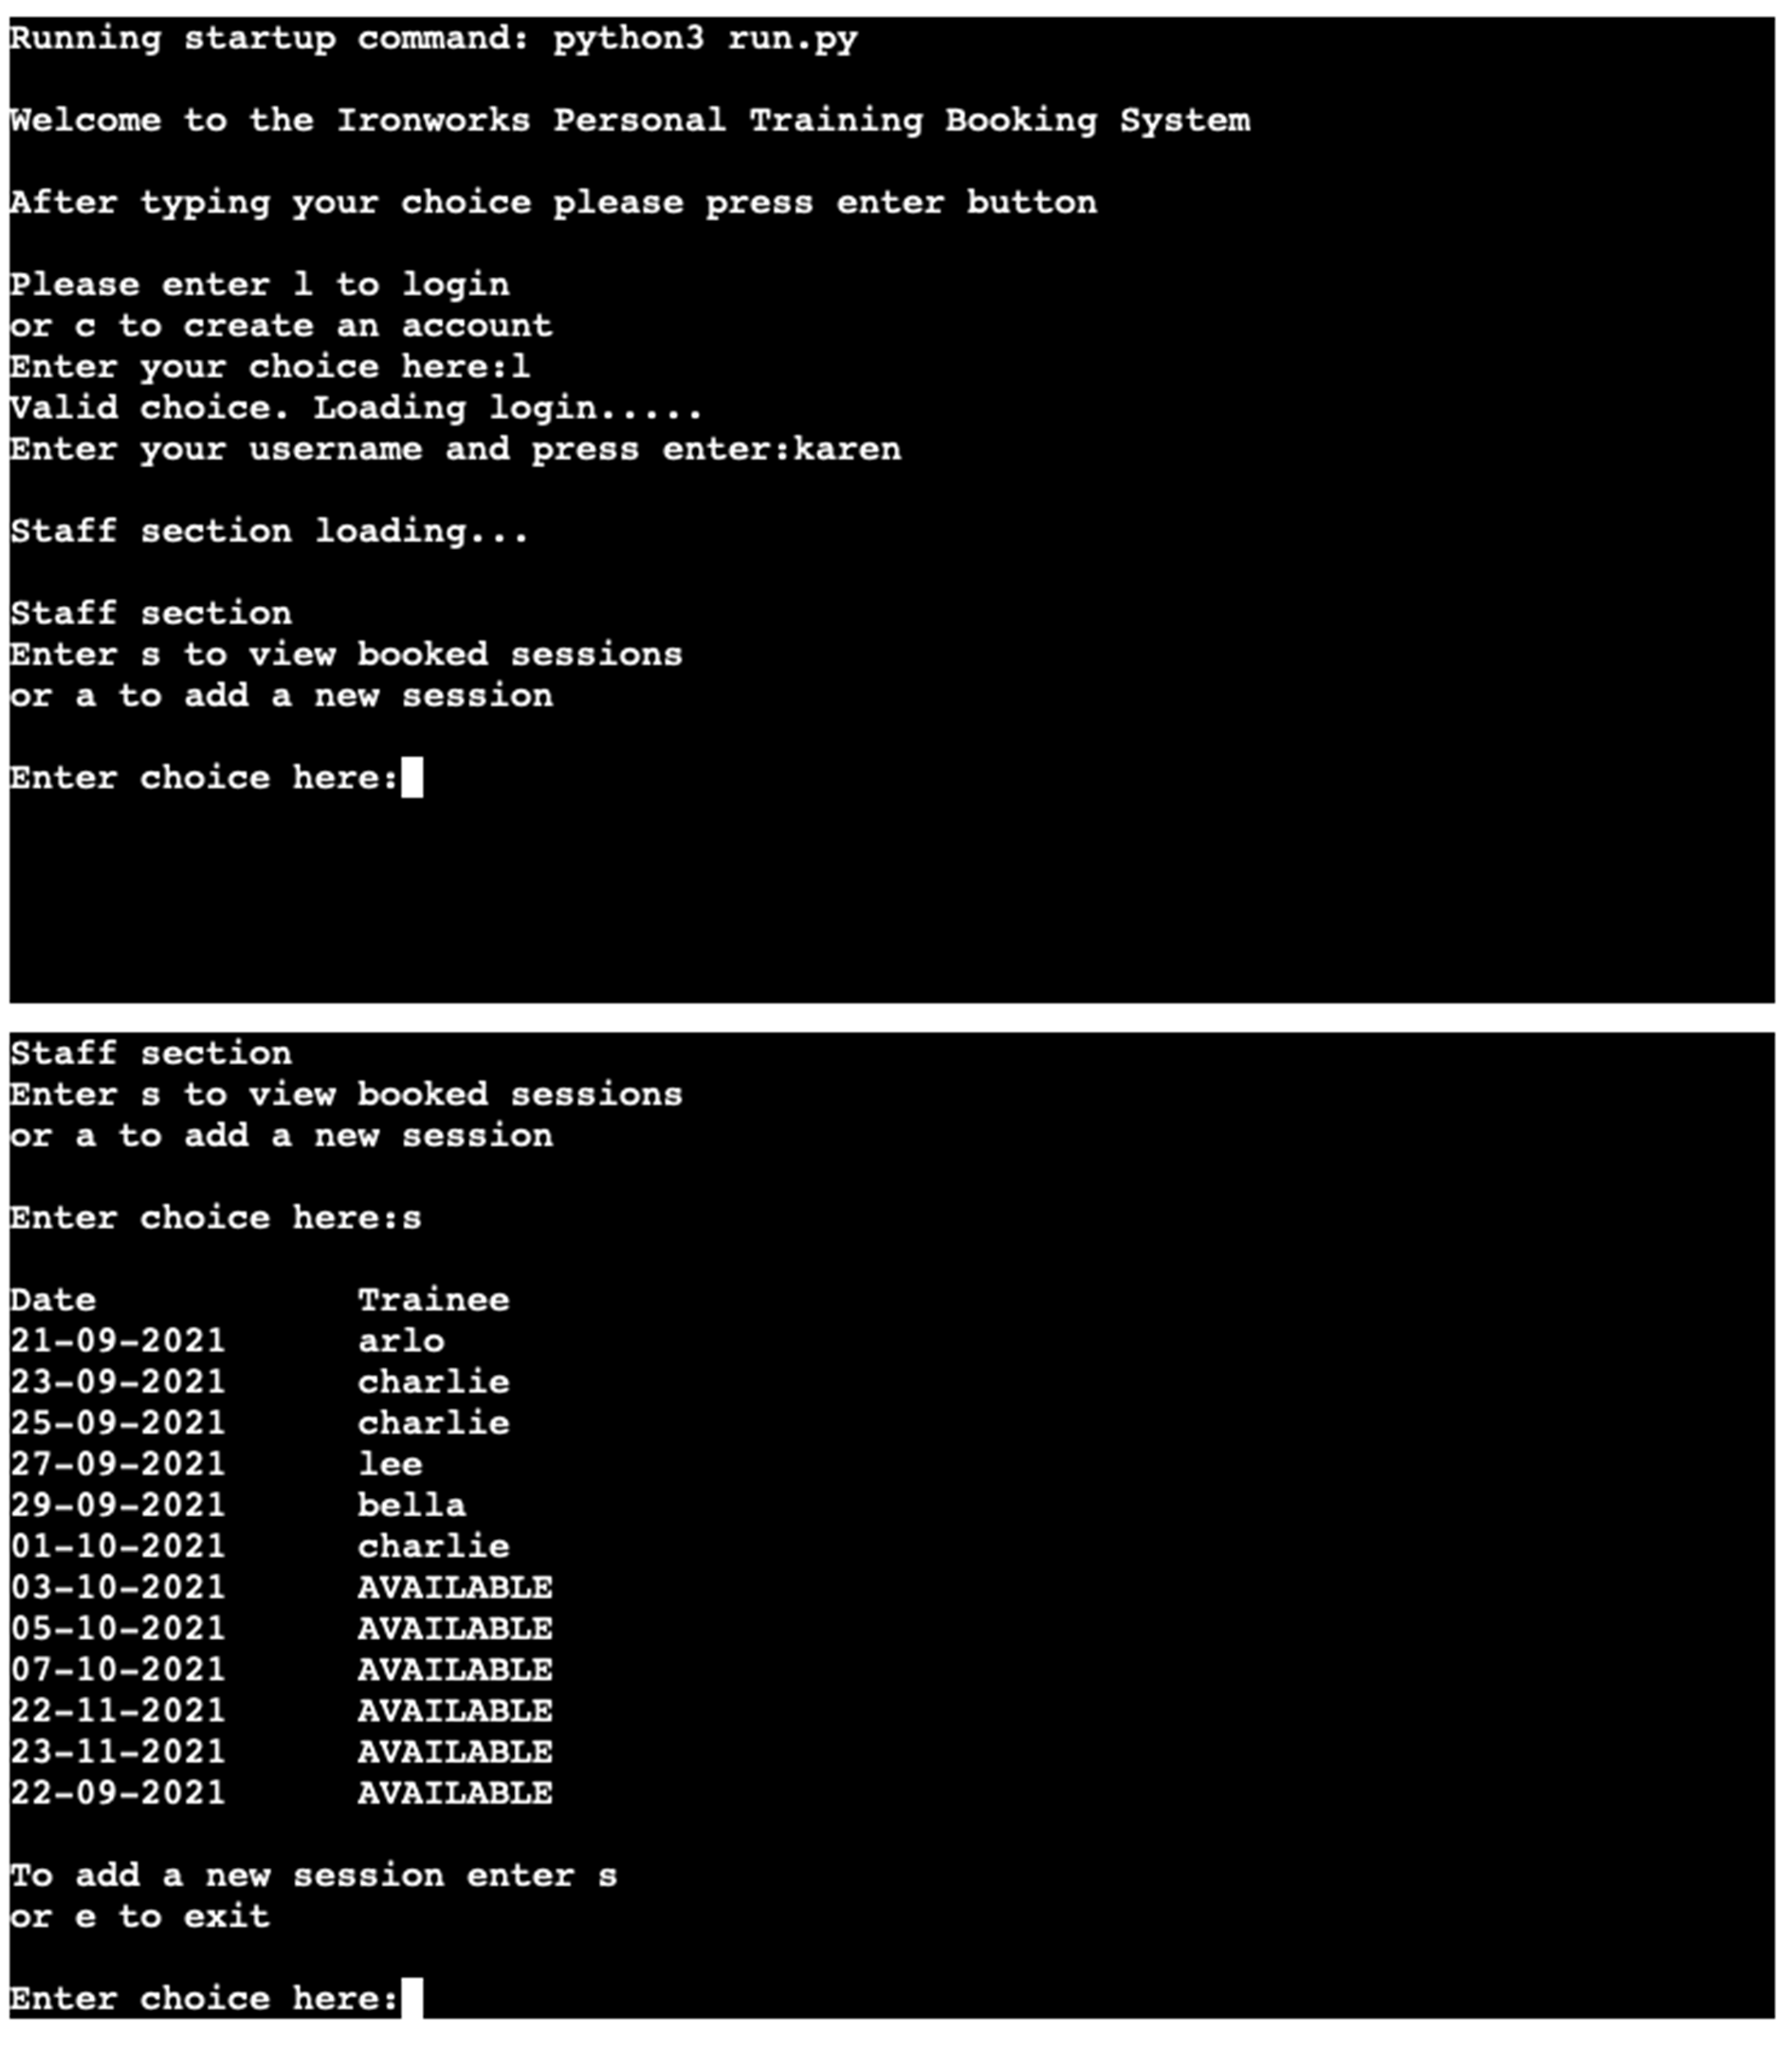 Running startup command: python3 run.py
Welcome to the Ironworks Personal Training Booking System
After typing your choice please press enter button
Please enter l to login
or c to create an account
Enter your choice here:l
Valid choice. Loading login.....
Enter your username and press enter:karen
Staff section loading...
Staff section
Enter s to view booked sessions
or a to add a new session
Enter choice here:
Staff section
Enter s to view booked sessions
or a to add a new session
Enter choice here:s
Date Trainee
21-09-2021 arlo
23-09-2021 charlie
25-09-2021 charlie
27-09-2021 lee
29-09-2021 bella
01-10-2021 charlie
03-10-2021 AVAILABLE
05-10-2021 AVAILABLE
07-10-2021 AVAILABLE
22-11-2021 AVAILABLE
23-11-2021 AVAILABLE
22-09-2021 AVAILABLE
To add a new session enter s
or e to exit
Enter choice here: